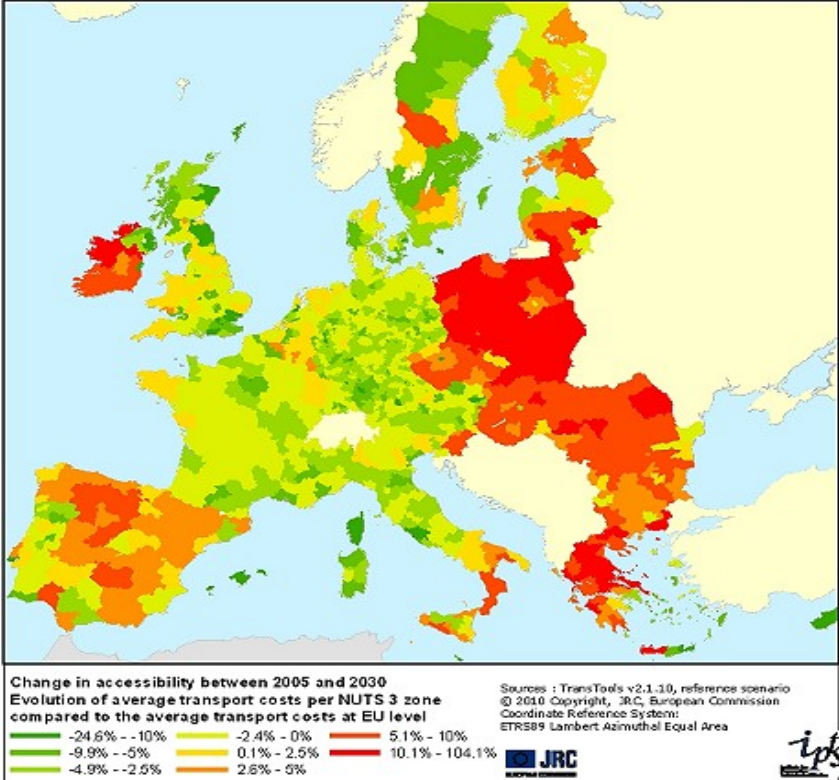 Change in accessibility between 2005 and 2030
Evolution of average transport costs per NUTS 3 zone
compared to the average transport costs at EU level
-24.6% - -10%
-9.9% - -5%
-4.9% - -2.5%
-2.4% - 0%
0.1% - 2.5%
2.6% - 5%
5.1% - 10%
10.1% - 104.1%
Sources : TransTools v2.1.10, reference scenario
© 2010 Copyright, JRC, European Commission
Coordinate Reference System:
ETRS89 Lambert Azimuthal Equal Area
JRC
EUROPEAN COMMISSION